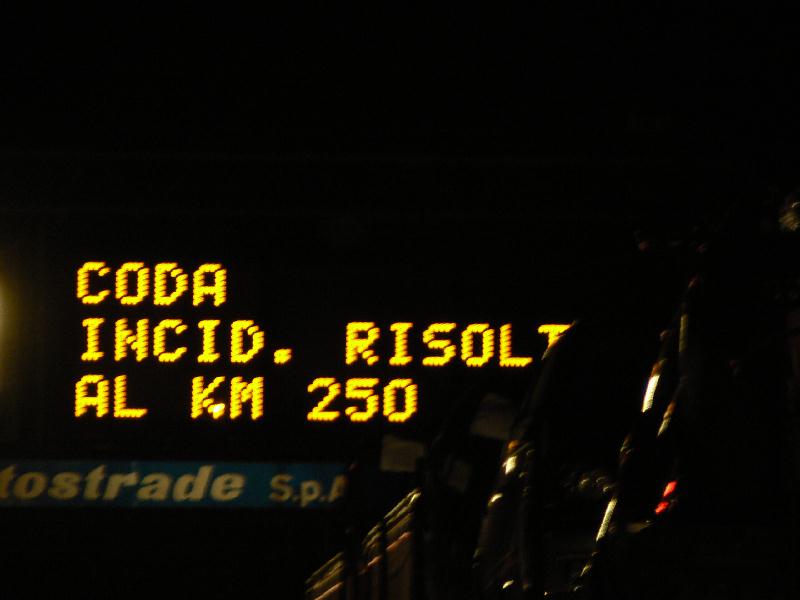 CODA
INCID. RISOLT
AL KM 250
tostrade S.p.A